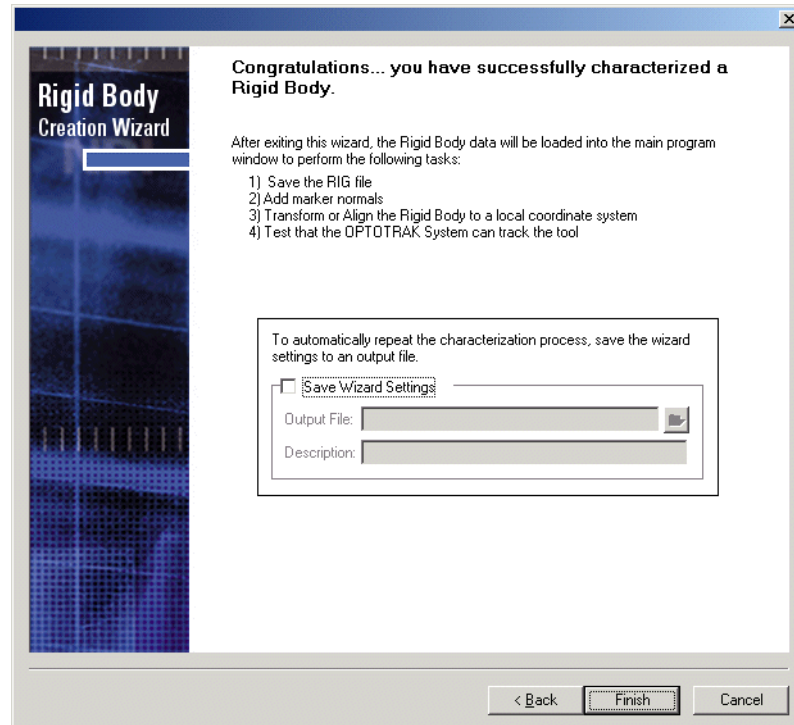 Rigid Body
Creation Wizard
Congratulations... you have successfully characterized a
Rigid Body.
After exiting this wizard, the Rigid Body data will be loaded into the main program
window to perform the following tasks:
1) Save the RIG file
2) Add marker normals
3) Transform or Align the Rigid Body to a local coordinate system
4) Test that the OPTOTRAK System can track the tool
To automatically repeat the characterization process, save the wizard
settings to an output file.
Save Wizard Settings
Output File:
Description:
< Back
Finish
Cancel